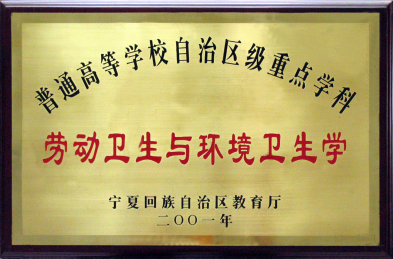 普通高等学校自治区级重点学科
劳动卫生与环境卫生学
宁夏回族自治区教育厅
二〇〇一年